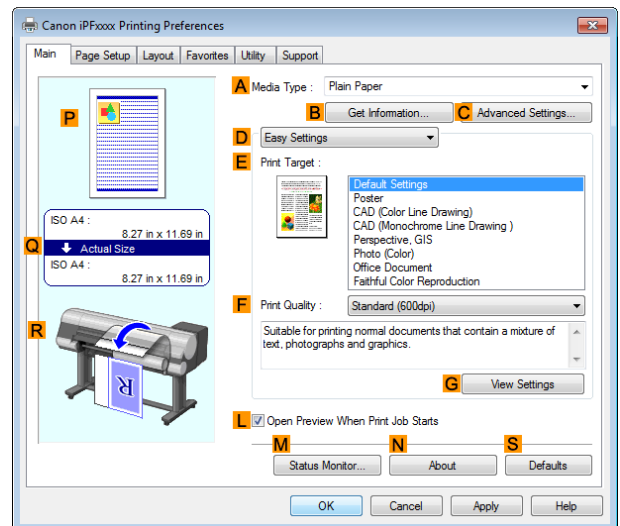 Canon iPFxxxx Printing Preferences
Main Page Setup Layout Favorites Utility Support
A Media Type : Plain Paper
B Get Information... C Advanced Settings...
P
D Easy Settings
E Print Target :
Default Settings
Poster
CAD (Color Line Drawing)
CAD (Monochrome Line Drawing )
Perspective, GIS
Photo (Color)
Office Document
Faithful Color Reproduction
ISO A4 :
8.27 in x 11.69 in
Q Actual Size
ISO A4 :
8.27 in x 11.69 in
F Print Quality : Standard (600dpi)
Suitable for printing normal documents that contain a mixture of
text, photographs and graphics.
R
R
G View Settings
L Open Preview When Print Job Starts
M N S
Status Monitor... About Defaults
OK Cancel Apply Help